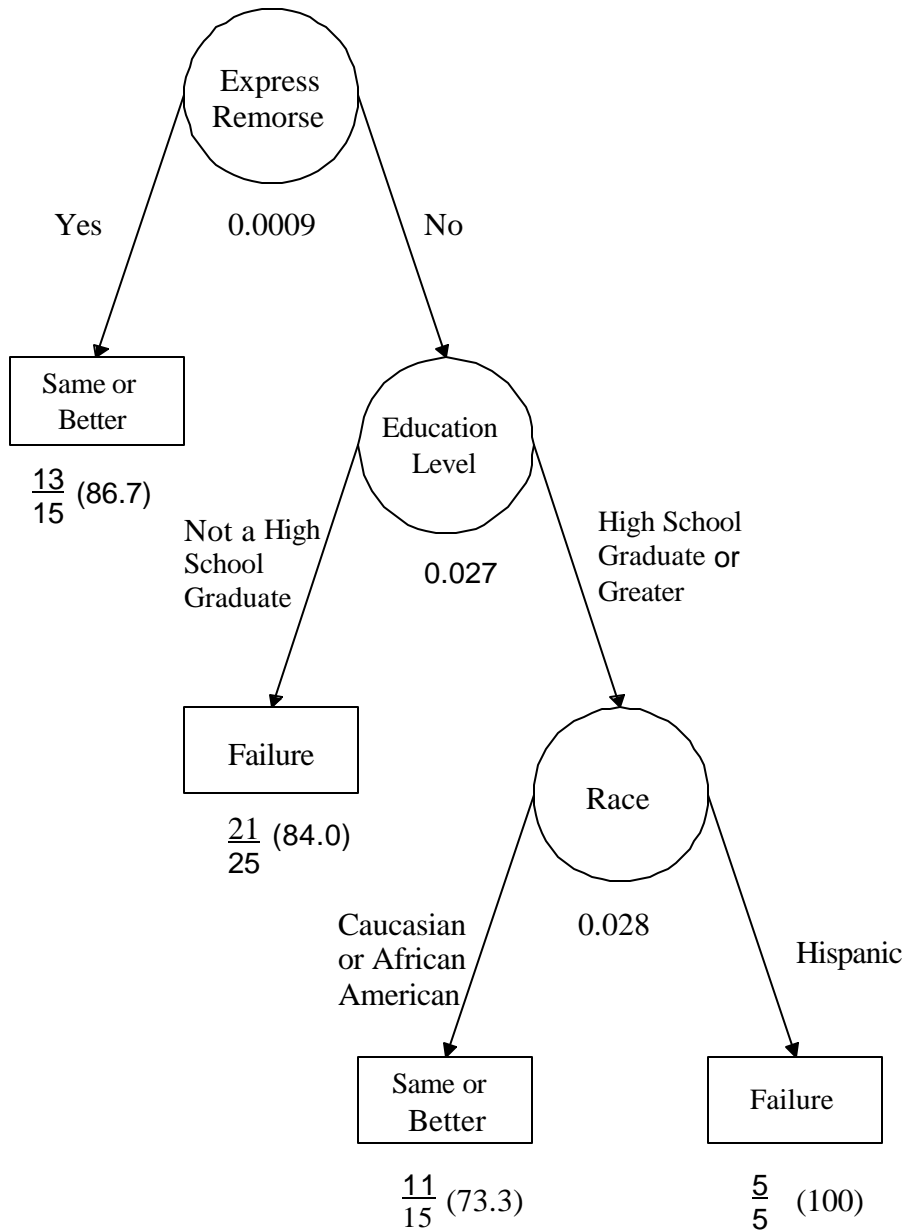 Express
Remorse
Yes
0.0009
No
Same or
Better
13
15 (86.7)
Education
Level
Not a High
School
Graduate
0.027
High School
Graduate or
Greater
Failure
21
25 (84.0)
Race
Caucasian
or African
American
0.028
Hispanic
Same or
Better
11
15 (73.3)
Failure
5
5 (100)